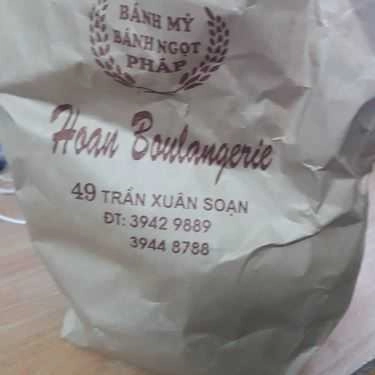 BÁNH MỲ
BÁNH NGỌT
PHÁP
Hoan Boulangerie
49 TRẦN XUÂN SOẠN
ĐT: 3942 9889
3944 8788